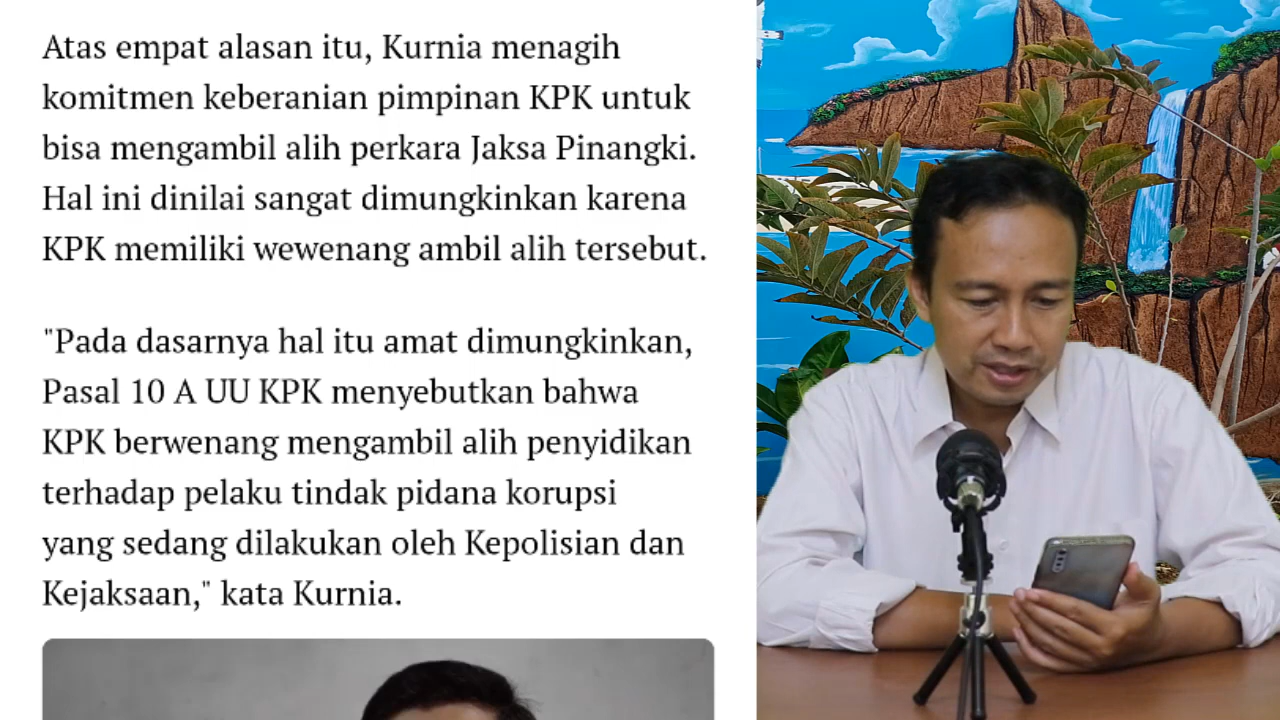 Atas empat alasan itu, Kurnia menagih
komitmen keberanian pimpinan KPK untuk
bisa mengambil alih perkara Jaksa Pinangki.
Hal ini dinilai sangat dimungkinkan karena
KPK memiliki wewenang ambil alih tersebut.
"Pada dasarnya hal itu amat dimungkinkan,
Pasal 10 A UU KPK menyebutkan bahwa
KPK berwenang mengambil alih penyidikan
terhadap pelaku tindak pidana korupsi
yang sedang dilakukan oleh Kepolisian dan
Kejaksaan," kata Kurnia.